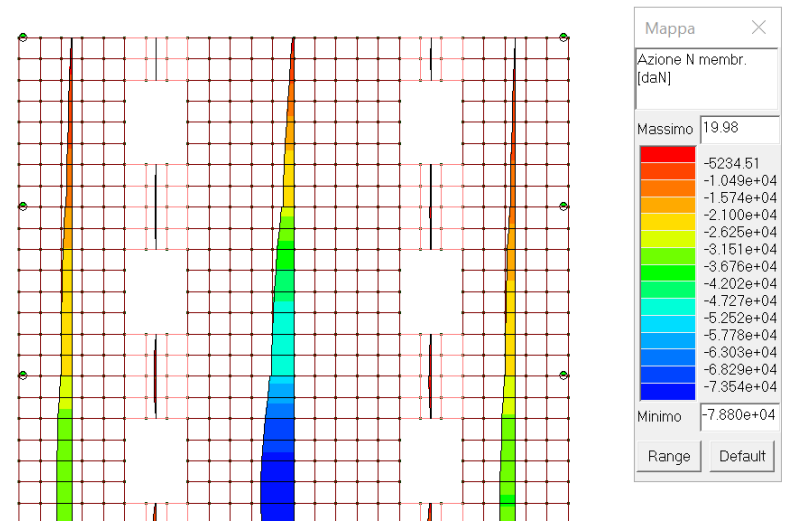 Mappa
Azione N membr.
[daN]
Massimo 19.98
-5234.51
-1.049e+04
-1.574e+04
-2.100e+04
-2.625e+04
-3.151e+04
-3.676e+04
-4.202e+04
-4.727e+04
-5.252e+04
-5.778e+04
-6.303e+04
-6.829e+04
-7.354e+04
Minimo -7.880e+04
Range Default